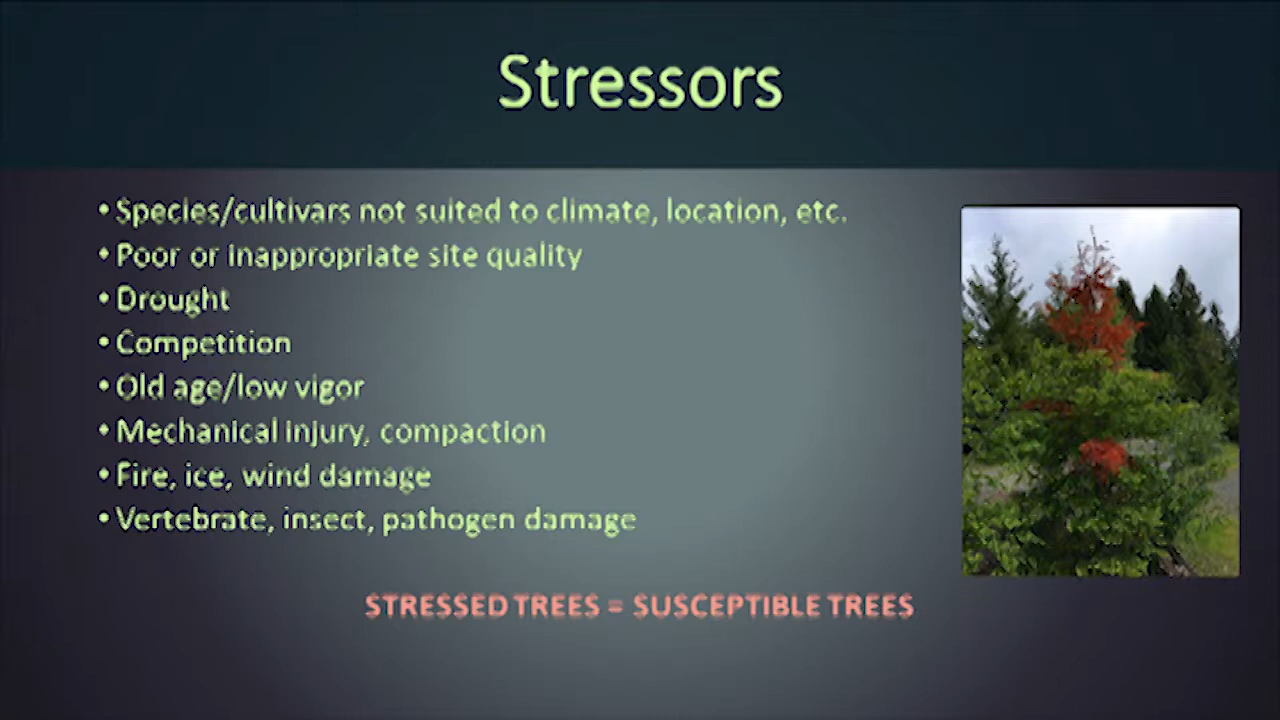 Stressors
• Species/cultivars not suited to climate, location, etc.
• Poor or inappropriate site quality
• Drought
• Competition
• Old age/low vigor
• Mechanical injury, compaction
• Fire, ice, wind damage
• Vertebrate, insect, pathogen damage
STRESSED TREES = SUSCEPTIBLE TREES